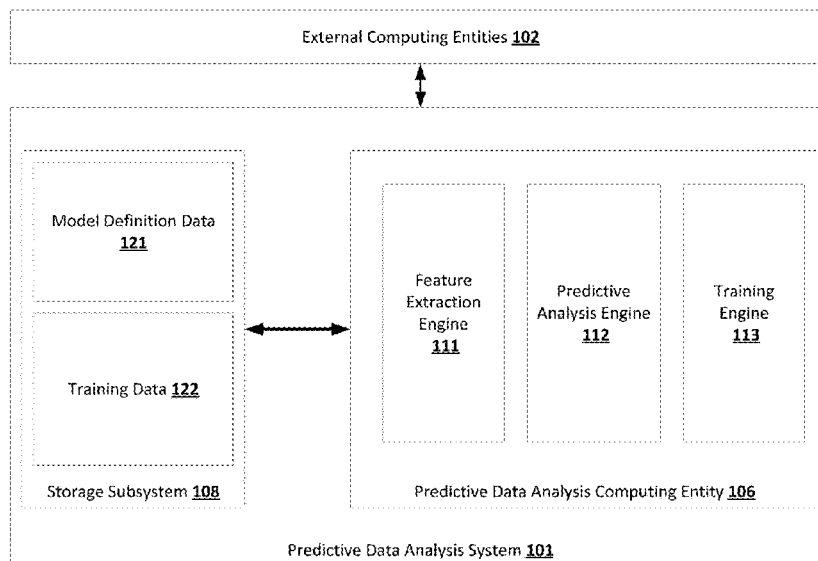 External Computing Entities 102
Model Definition Data
121
Training Data 122
Storage Subsystem 108
Feature
Extraction
Engine
111
Predictive
Analysis Engine
112
Training
Engine
113
Predictive Data Analysis Computing Entity 106
Predictive Data Analysis System 101